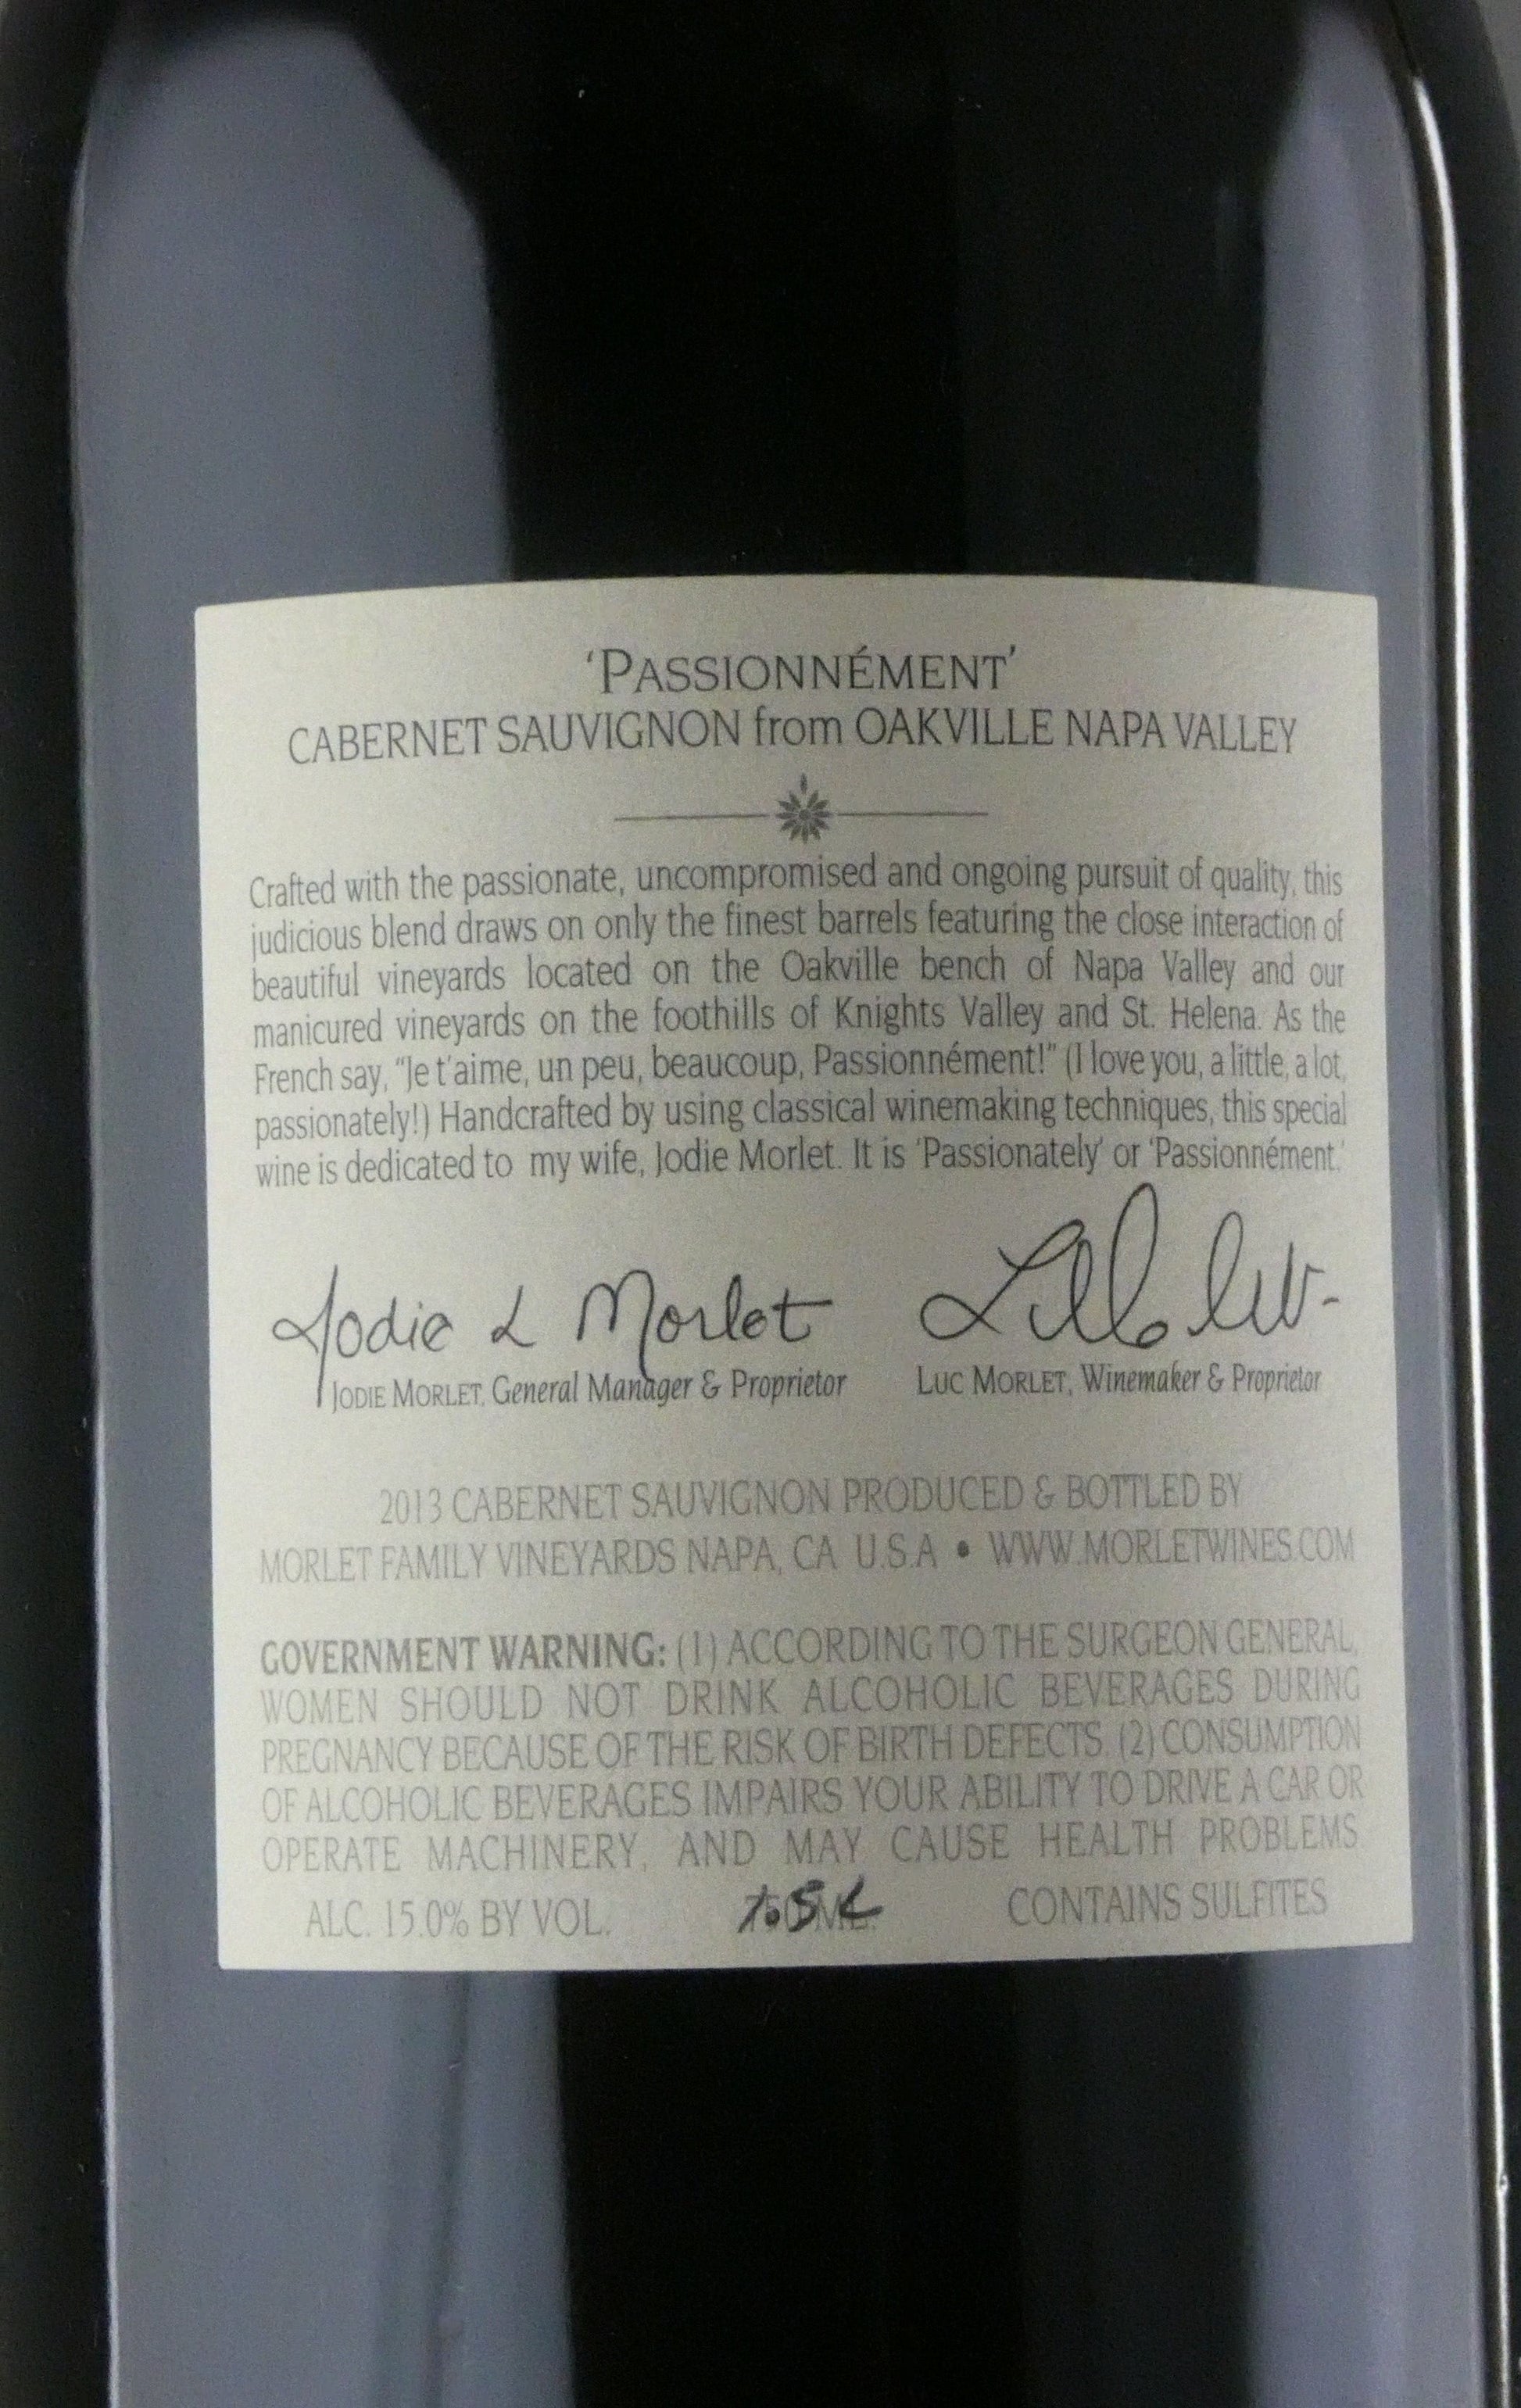 ‘PASSIONNÉMENT’
CABERNET SAUVIGNON from OAKVILLE NAPA VALLEY
Crafted with the passionate, uncompromised and ongoing pursuit of quality, this
judicious blend draws on only the finest barrels featuring the close interaction of
beautiful vineyards located on the Oakville bench of Napa Valley and our
manicured vineyards on the foothills of Knights Valley and St. Helena. As the
French say, “Je t’aime, un peu, beaucoup, Passionnément!” (I love you, a little, a lot,
passionately!) Handcrafted by using classical winemaking techniques, this special
wine is dedicated to my wife, Jodie Morlet. It is ‘Passionately’ or ‘Passionnément.’
Jodie L Morlet
JODIE MORLET, General Manager & Proprietor LUC MORLET, Winemaker & Proprietor
2013 CABERNET SAUVIGNON PRODUCED & BOTTLED BY
MORLET FAMILY VINEYARDS NAPA, CA U.S.A • WWW.MORLETWINES.COM
GOVERNMENT WARNING: (1) ACCORDING TO THE SURGEON GENERAL,
WOMEN SHOULD NOT DRINK ALCOHOLIC BEVERAGES DURING
PREGNANCY BECAUSE OF THE RISK OF BIRTH DEFECTS. (2) CONSUMPTION
OF ALCOHOLIC BEVERAGES IMPAIRS YOUR ABILITY TO DRIVE A CAR OR
OPERATE MACHINERY, AND MAY CAUSE HEALTH PROBLEMS.
ALC. 15.0% BY VOL. 1.5 L CONTAINS SULFITES